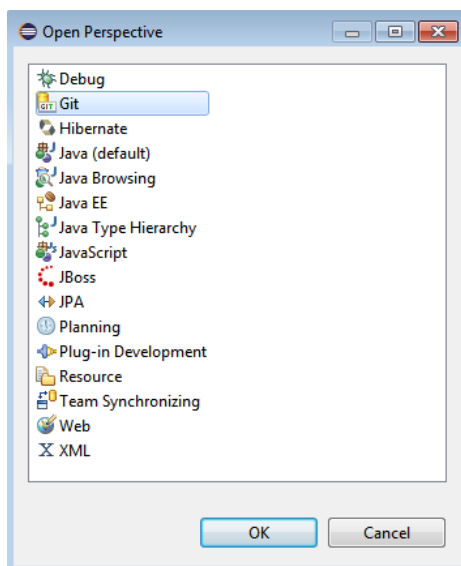 Open Perspective
Debug
GIT Git
Hibernate
Java (default)
Java Browsing
Java EE
Java Type Hierarchy
JavaScript
JBoss
JPA
Planning
Plug-in Development
Resource
Team Synchronizing
Web
X XML
OK Cancel